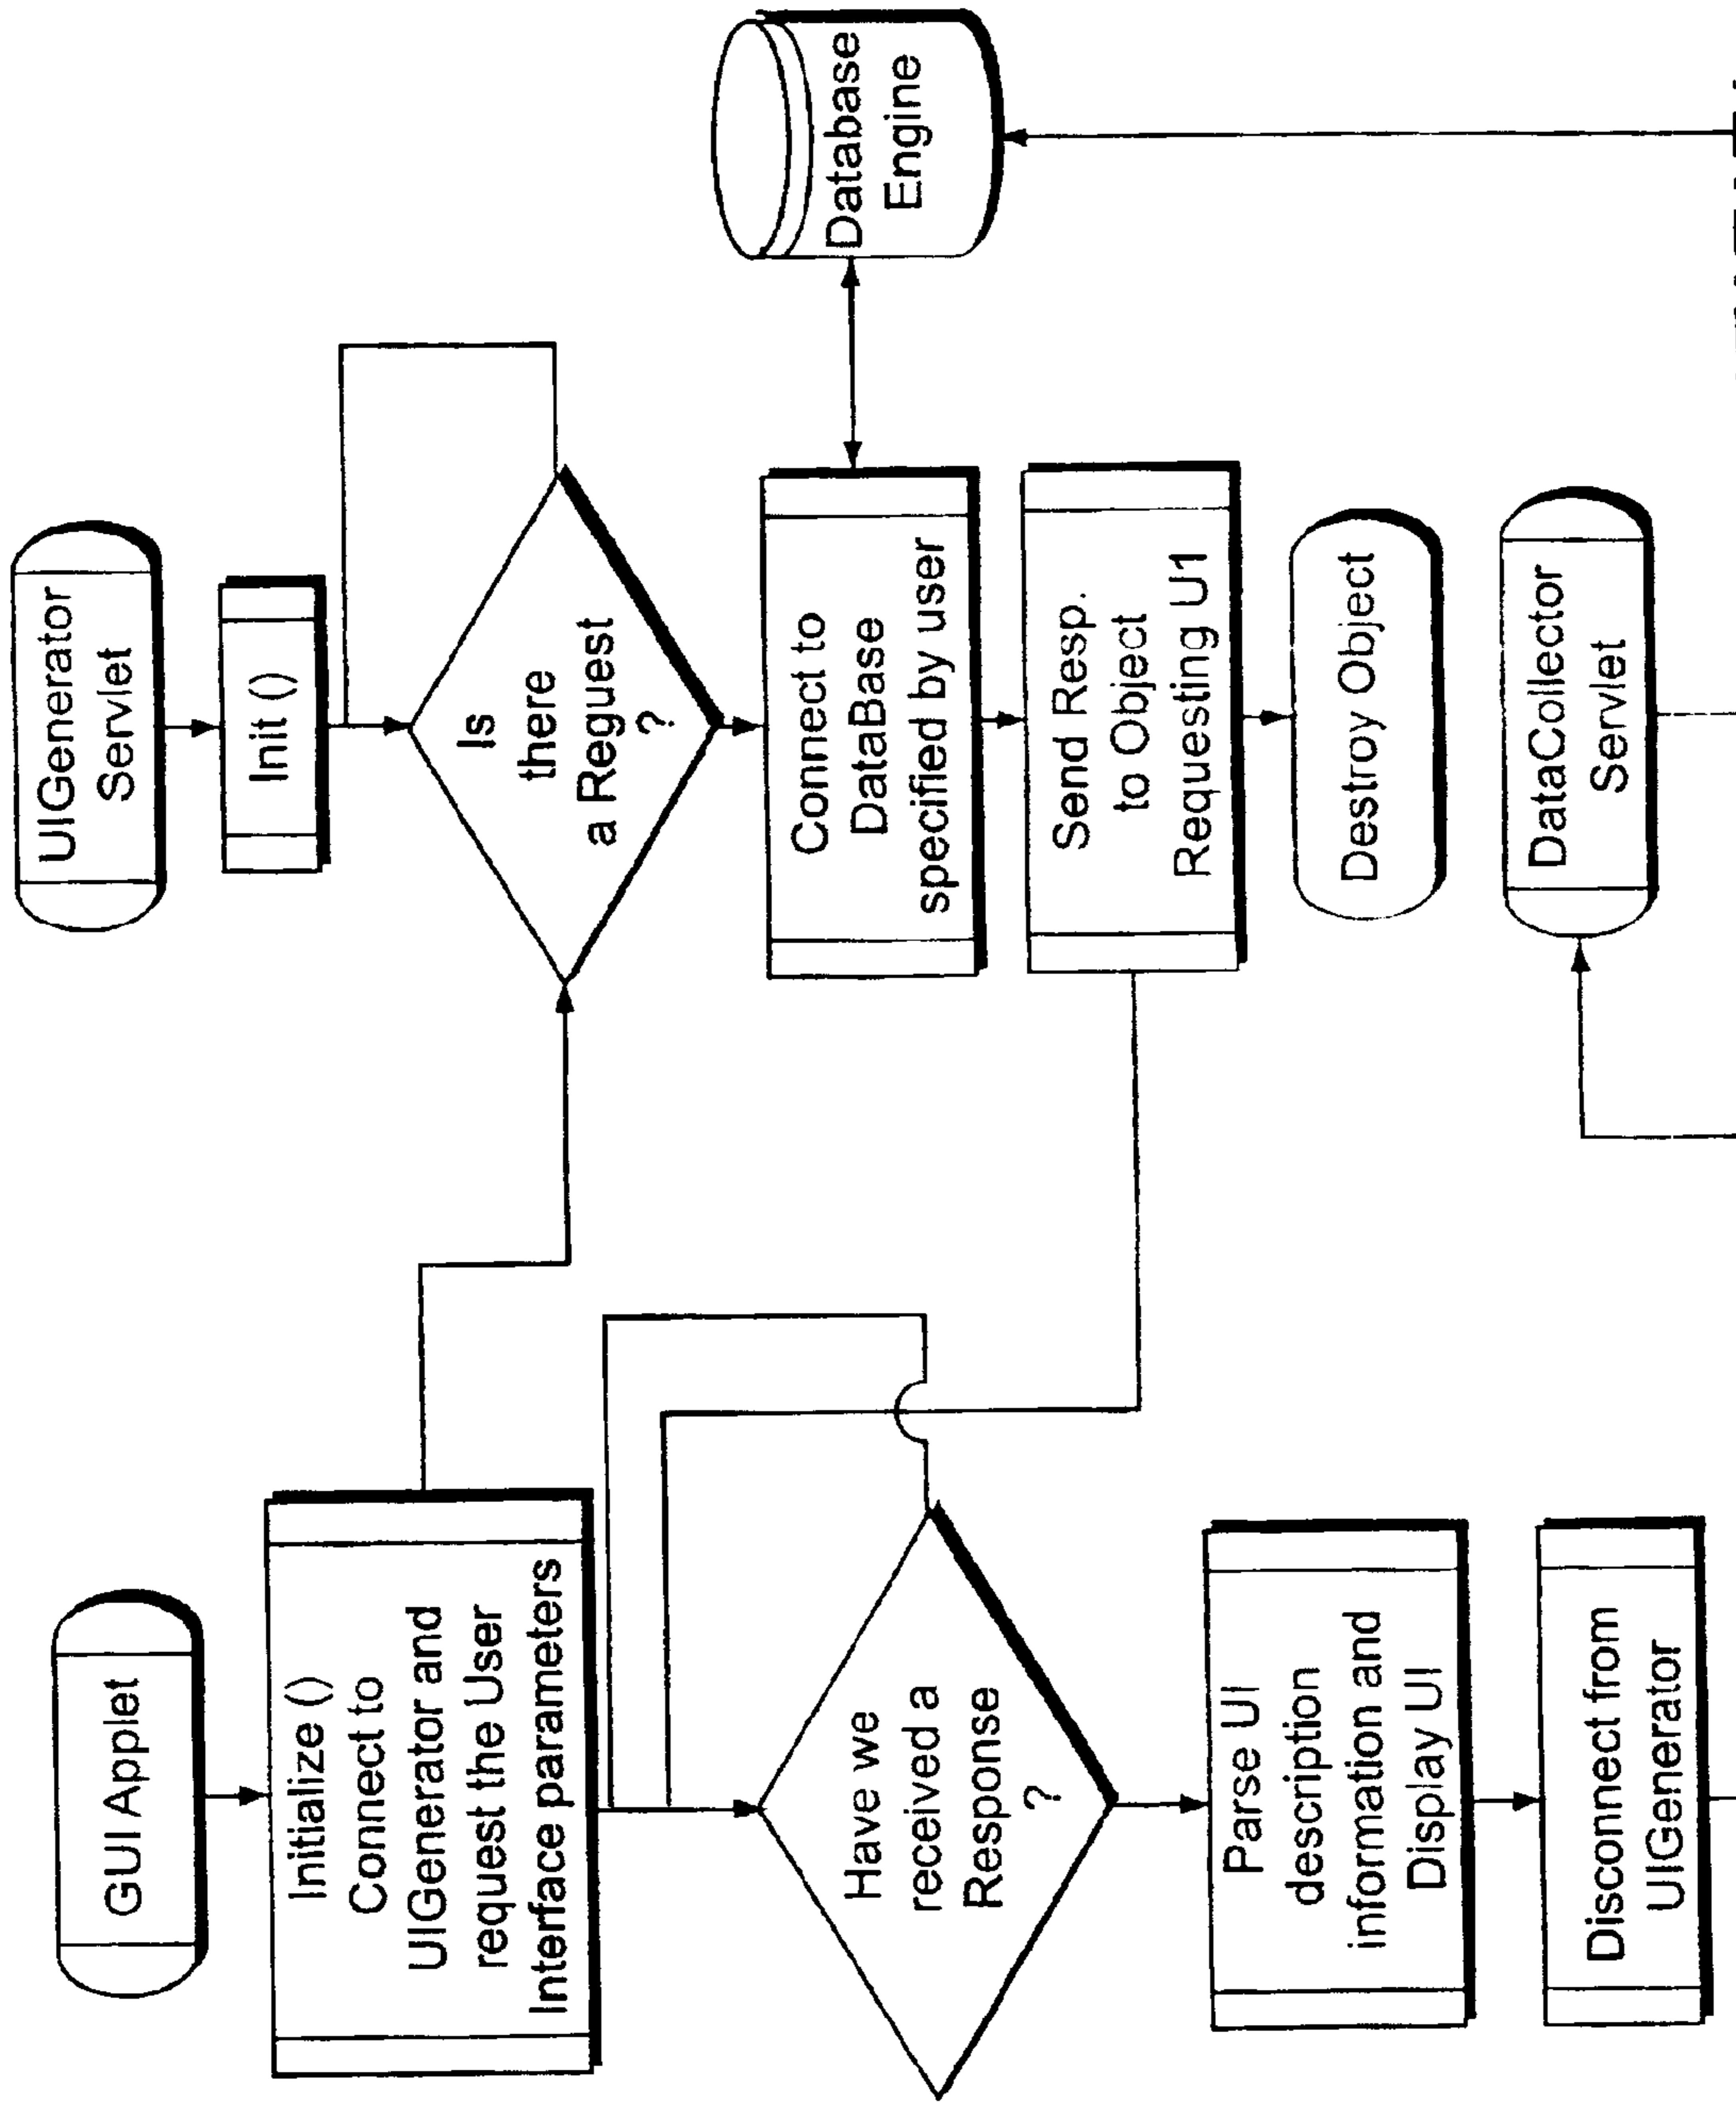 GUI Applet
Initialize ()
Connect to
UIGenerator and
request the User
Interface parameters
Have we
received a
Response
?
Parse UI
description
information and
Display UI
Disconnect from
UIGenerator
UIGenerator
Servlet
Init ()
Is
there
a Reguest
?
Connect to
DataBase
specified by user
Send Resp.
to Object
Requesting U1
Destroy Object
DataCollector
Servlet
Database
Engine